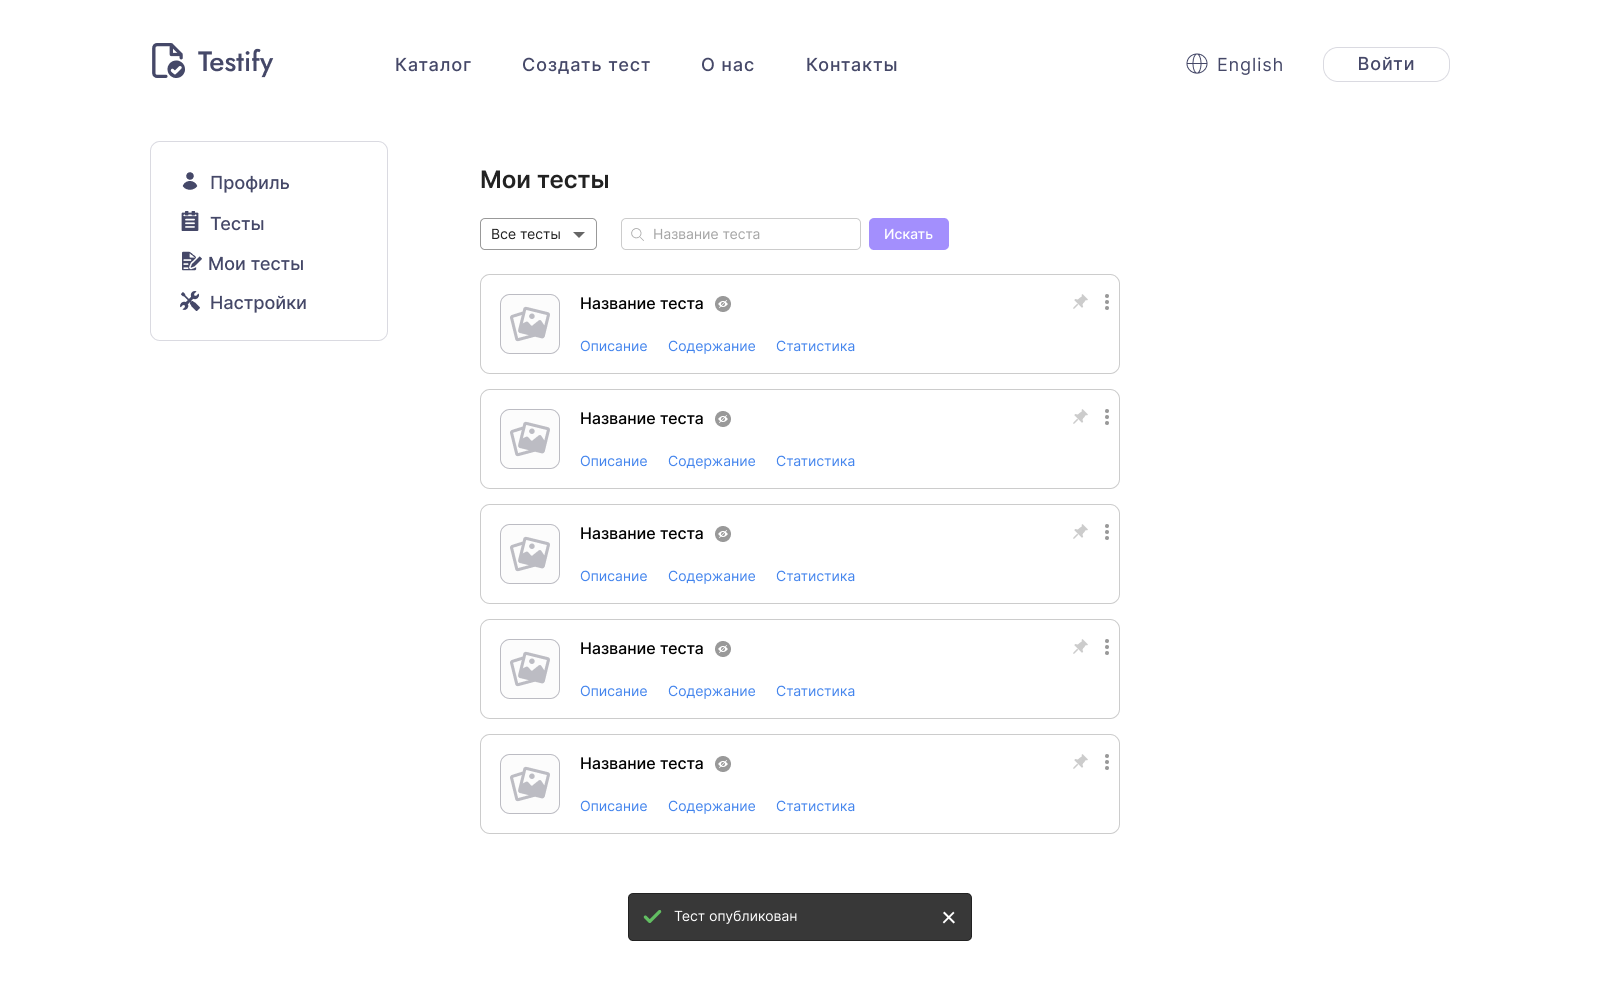 Testify
Каталог Создать тест О нас Контакты English Войти
Профиль
Тесты
Мои тесты
Настройки
Мои тесты
Все тесты Название теста Искать
Название теста
Описание Содержание Статистика
Название теста
Описание Содержание Статистика
Название теста
Описание Содержание Статистика
Название теста
Описание Содержание Статистика
Название теста
Описание Содержание Статистика
Тест опубликован